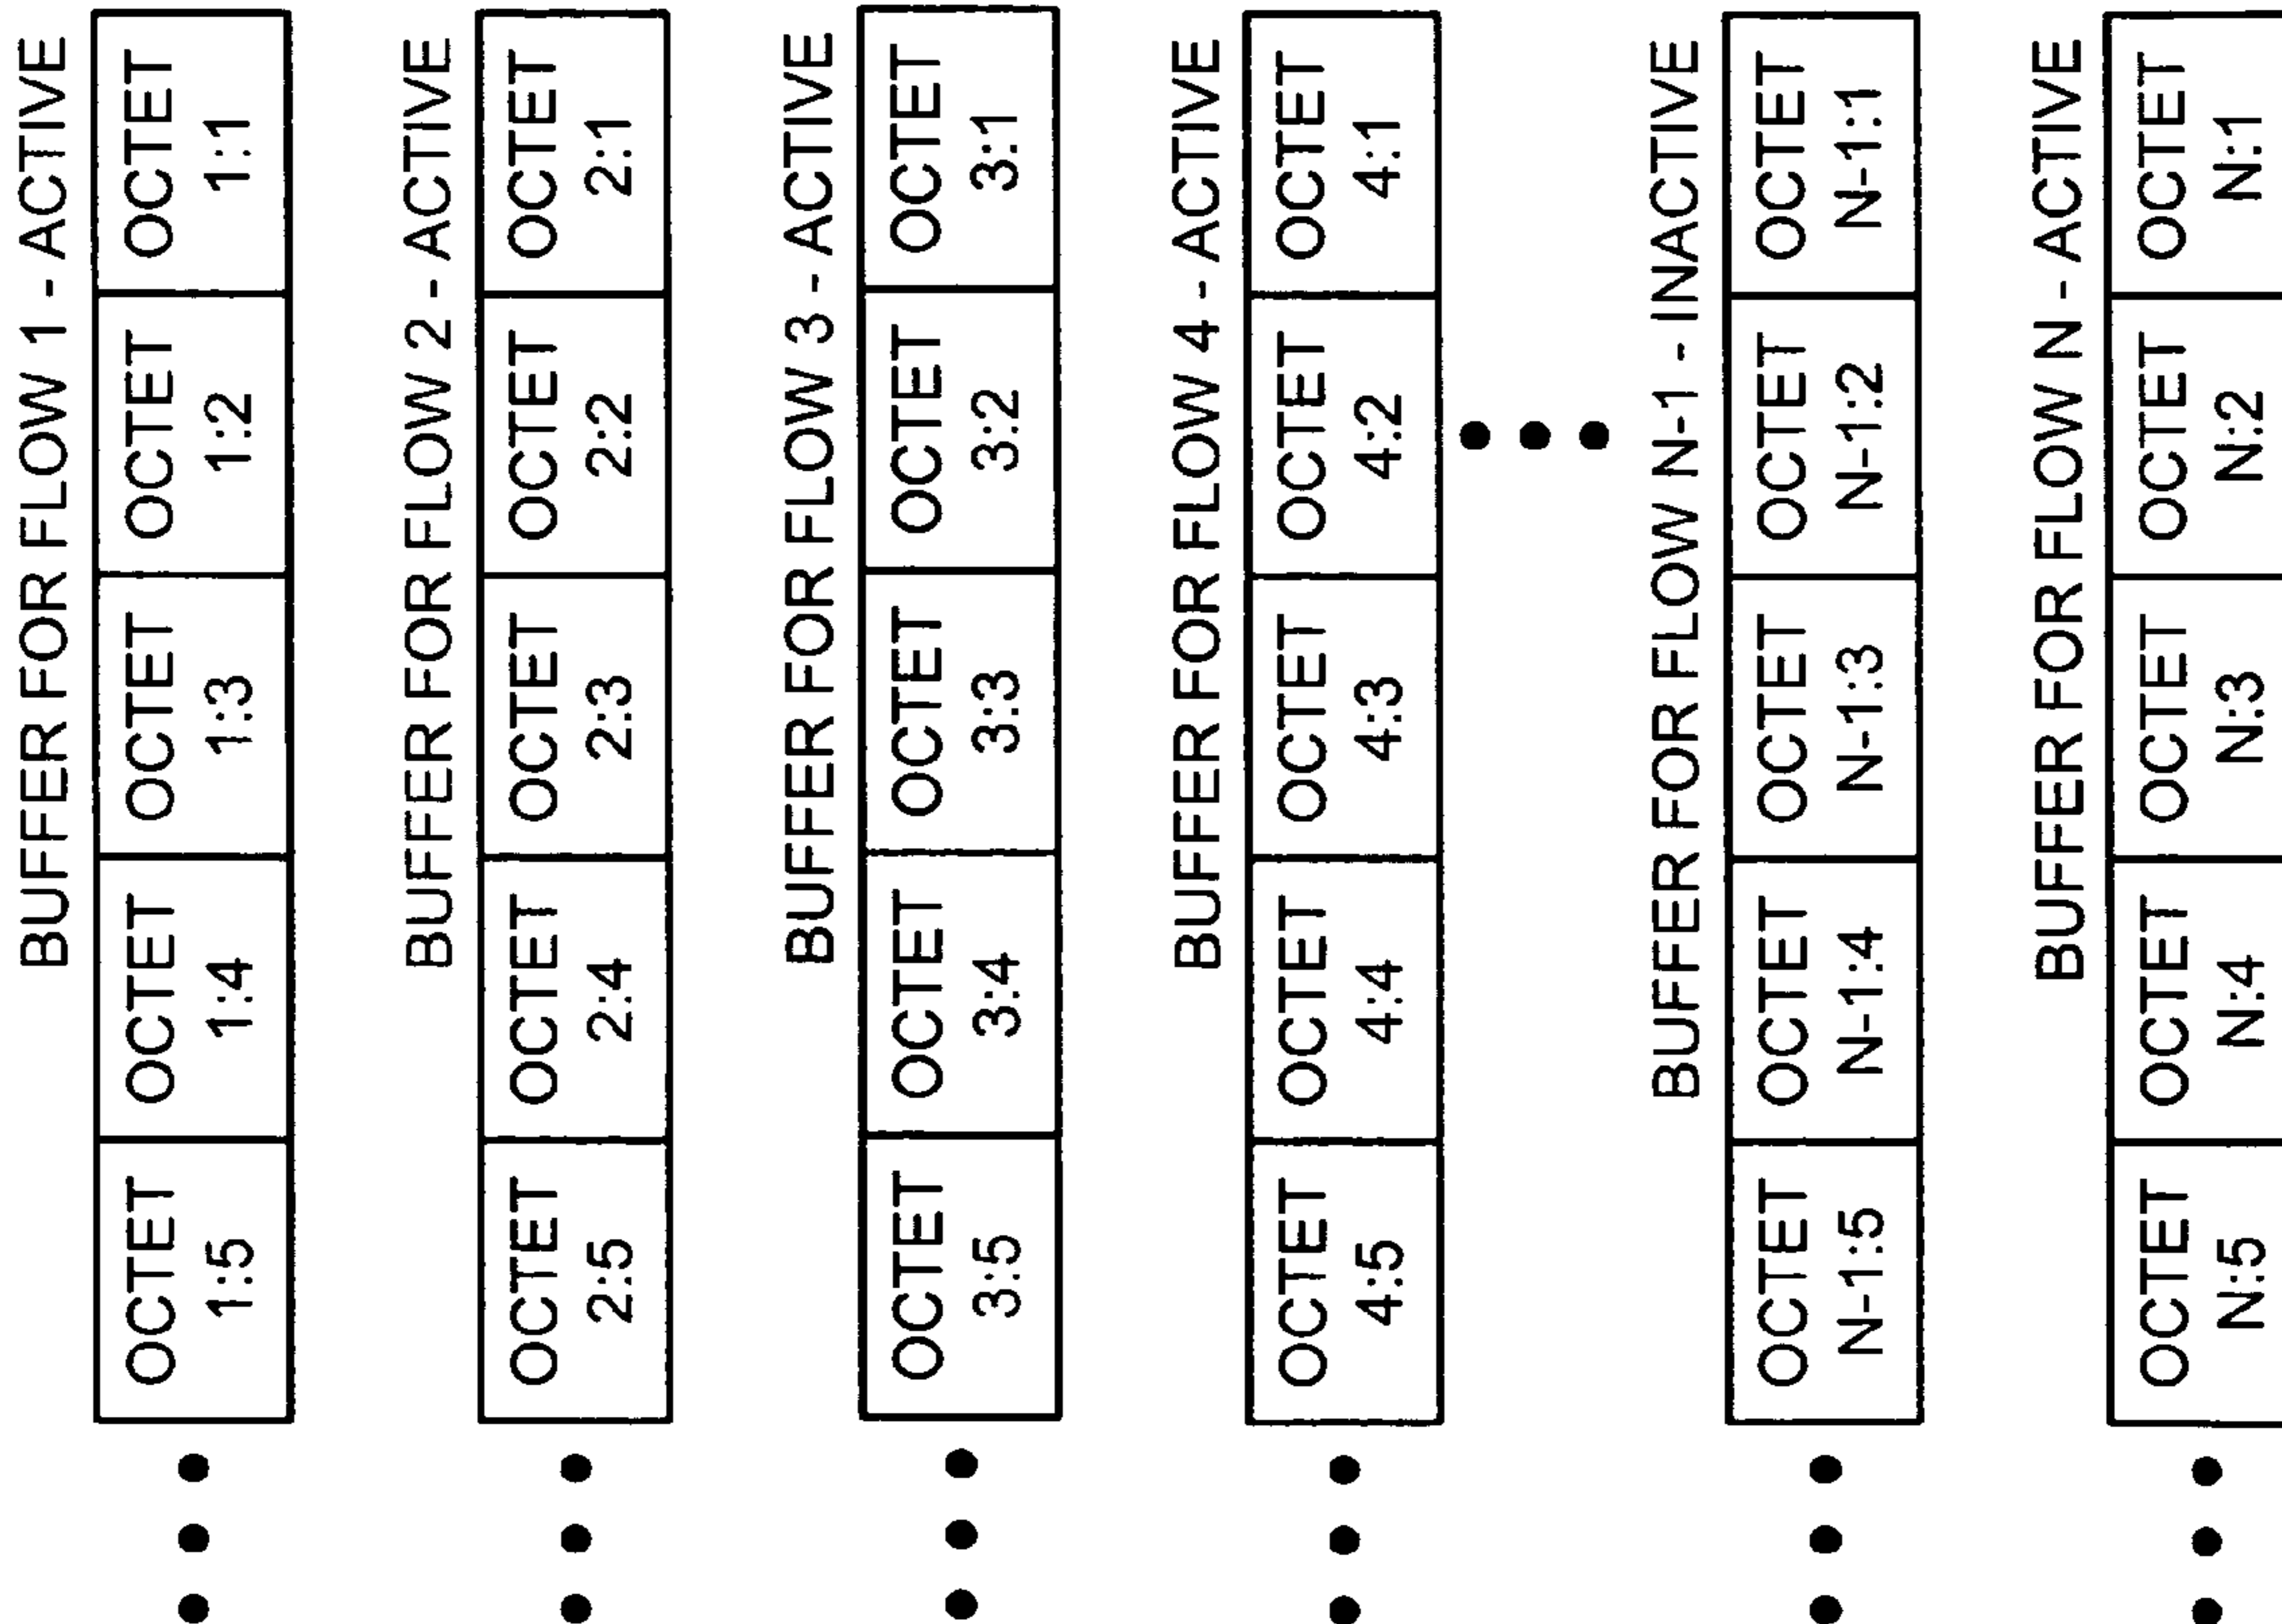 BUFFER FOR FLOW 1 - ACTIVE
OCTET 1:5
OCTET 1:4
OCTET 1:3
OCTET 1:2
OCTET 1:1
BUFFER FOR FLOW 2 - ACTIVE
OCTET 2:5
OCTET 2:4
OCTET 2:3
OCTET 2:2
OCTET 2:1
BUFFER FOR FLOW 3 - ACTIVE
OCTET 3:5
OCTET 3:4
OCTET 3:3
OCTET 3:2
OCTET 3:1
BUFFER FOR FLOW 4 - ACTIVE
OCTET 4:5
OCTET 4:4
OCTET 4:3
OCTET 4:2
OCTET 4:1
BUFFER FOR FLOW N-1 - INACTIVE
OCTET N-1:5
OCTET N-1:4
OCTET N-1:3
OCTET N-1:2
OCTET N-1:1
BUFFER FOR FLOW N - ACTIVE
OCTET N:5
OCTET N:4
OCTET N:3
OCTET N:2
OCTET N:1